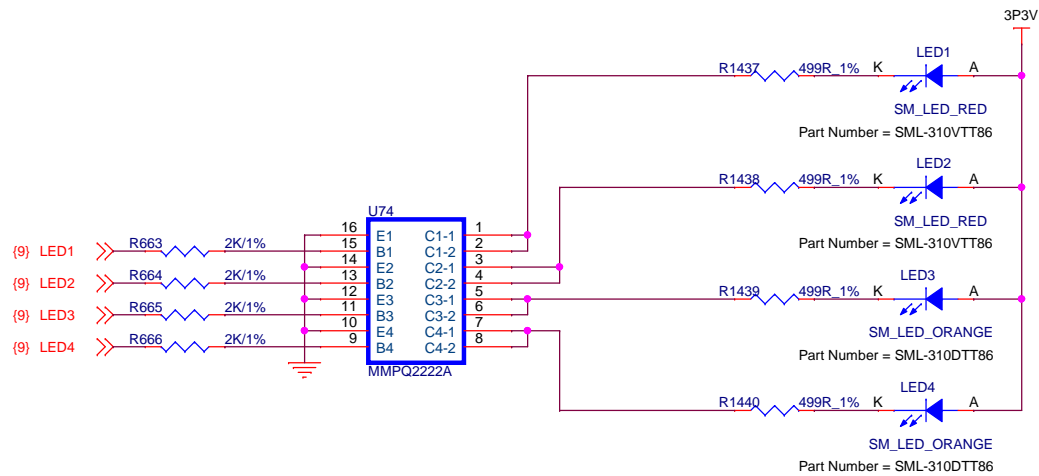 3P3V
LED1
R1437 499R_1% K A
SM_LED_RED
Part Number = SML-310VTT86
LED2
R1438 499R_1% K A
SM_LED_RED
Part Number = SML-310VTT86
U74
16 E1 C1-1 1
{9} LED1 R663 2K/1% 15 B1 C1-2 2
14 E2 C2-1 3
{9} LED2 R664 2K/1% 13 B2 C2-2 4
12 E3 C3-1 5
{9} LED3 R665 2K/1% 11 B3 C3-2 6
10 E4 C4-1 7
{9} LED4 R666 2K/1% 9 B4 C4-2 8
MMPQ2222A
LED3
R1439 499R_1% K A
SM_LED_ORANGE
Part Number = SML-310DTT86
LED4
R1440 499R_1% K A
SM_LED_ORANGE
Part Number = SML-310DTT86